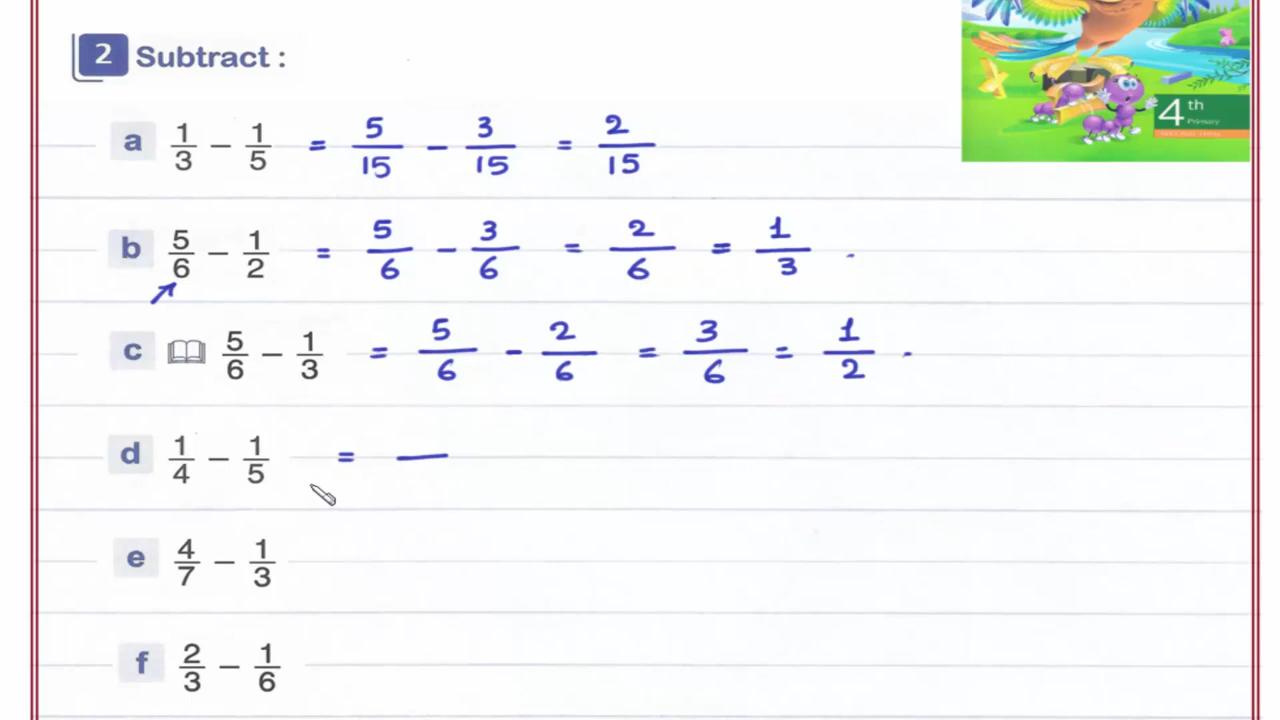 2 Subtract :
4th
Primary
a 1/3 − 1/5 = 5/15 − 3/15 = 2/15
b 5/6 − 1/2 = 5/6 − 3/6 = 2/6 = 1/3 .
c 5/6 − 1/3 = 5/6 - 2/6 = 3/6 = 1/2 .
d 1/4 − 1/5 = —
e 4/7 − 1/3
f 2/3 − 1/6